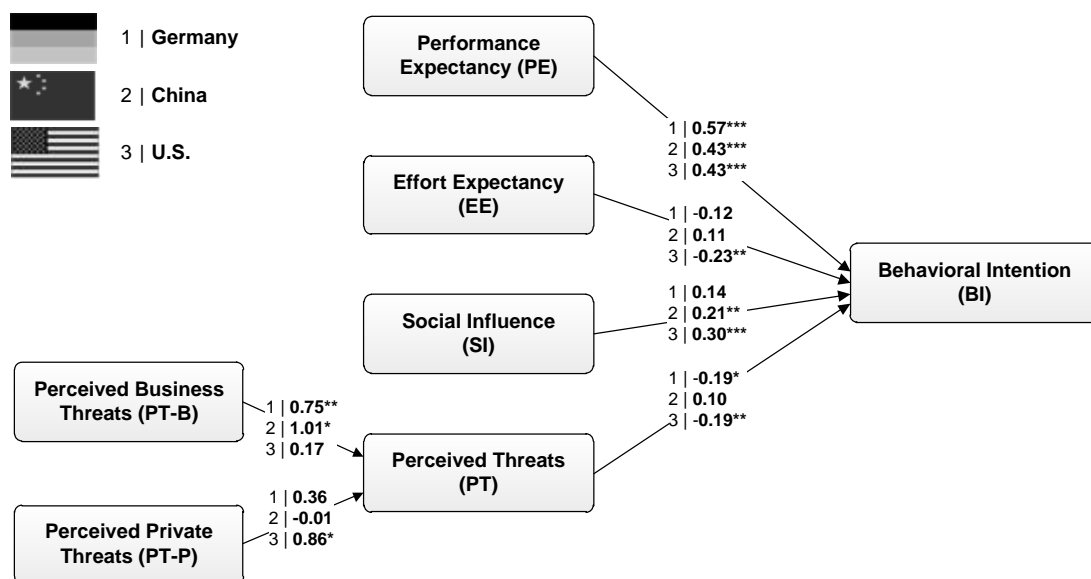 1 | Germany
2 | China
3 | U.S.
Performance
Expectancy (PE)
1 | 0.57***
2 | 0.43***
3 | 0.43***
Effort Expectancy
(EE)
1 | -0.12
2 | 0.11
3 | -0.23**
Behavioral Intention
(BI)
Social Influence
(SI)
1 | 0.14
2 | 0.21**
3 | 0.30***
Perceived Business
Threats (PT-B)
1 | 0.75**
2 | 1.01*
3 | 0.17
Perceived Threats
(PT)
1 | -0.19*
2 | 0.10
3 | -0.19**
Perceived Private
Threats (PT-P)
1 | 0.36
2 | -0.01
3 | 0.86*